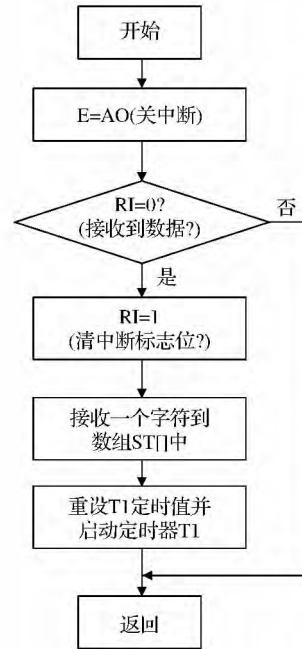 开始
E=AO(关中断)
RI=0?
(接收到数据?)
否
是
RI=1
(清中断标志位?)
接收一个字符到
数组ST[]中
重设T1定时值并
启动定时器T1
返回